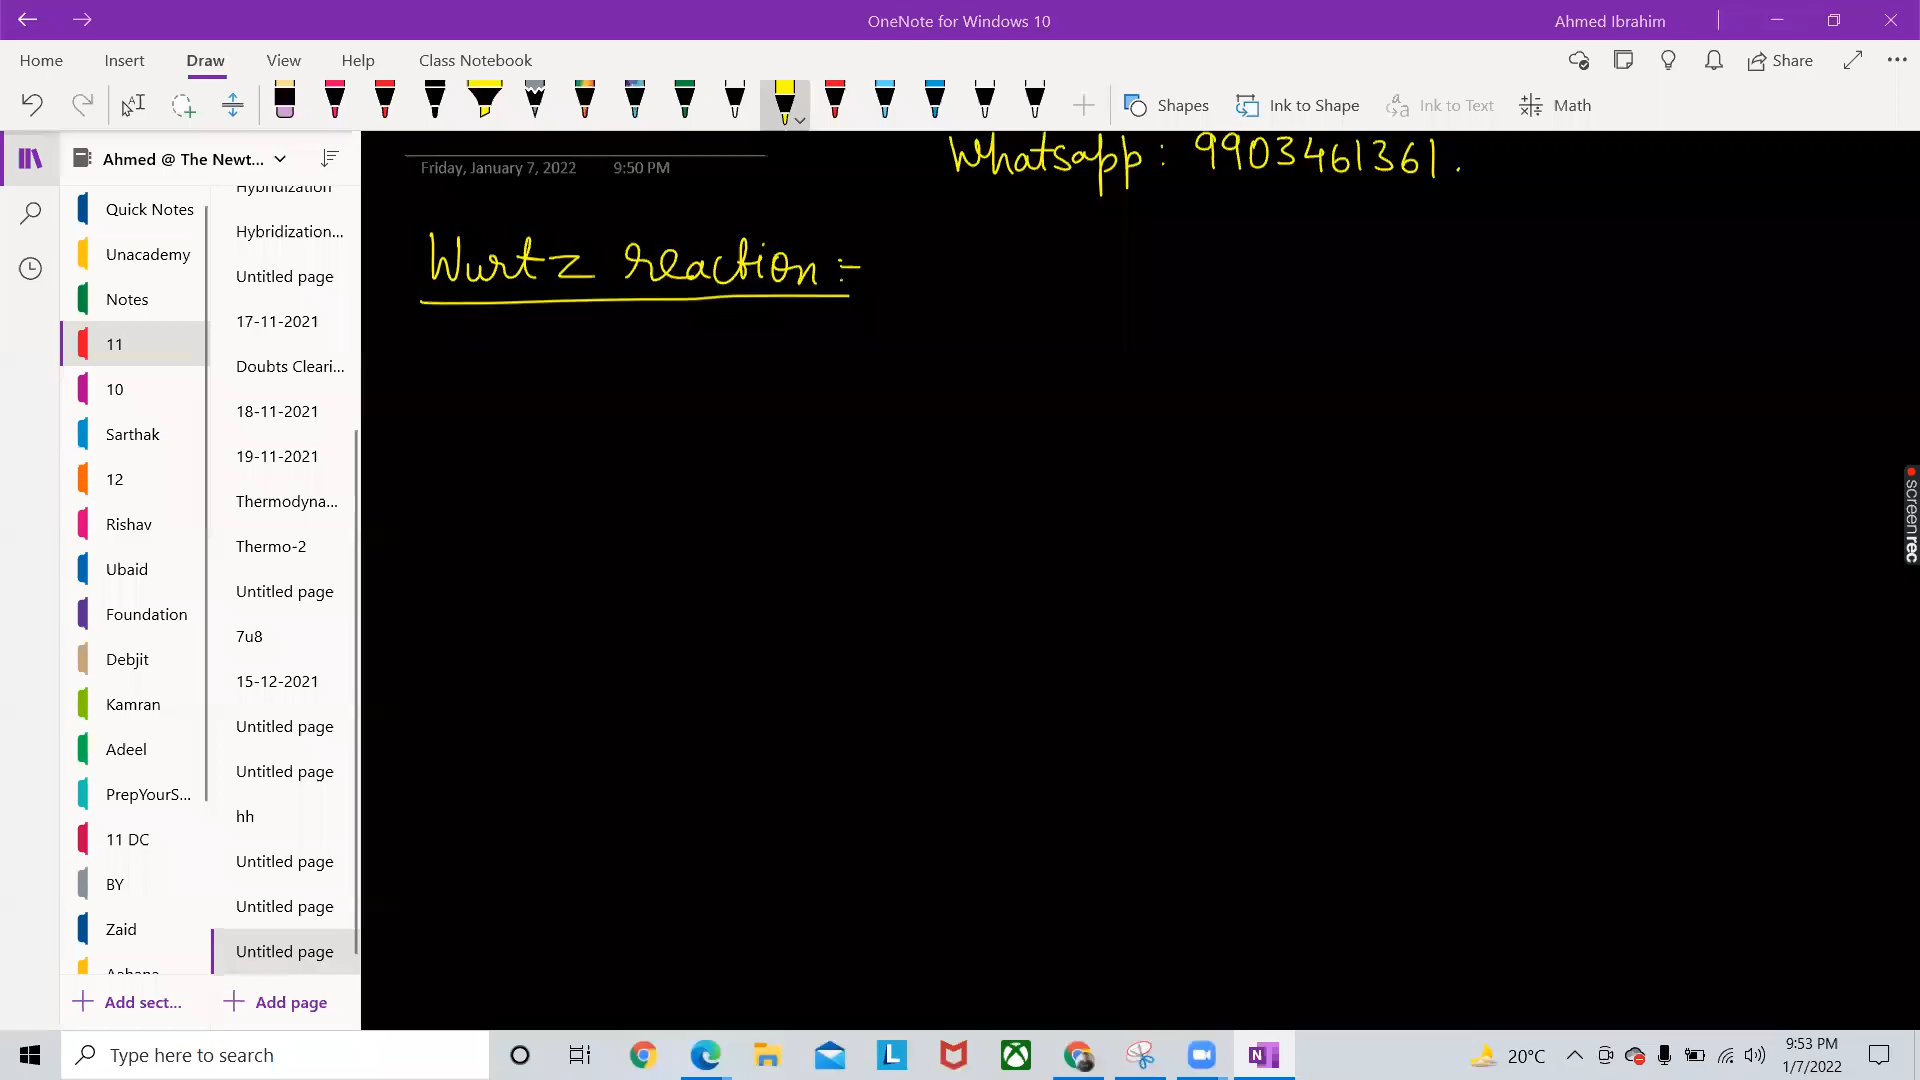 OneNote for Windows 10
Ahmed Ibrahim
Home Insert Draw View Help Class Notebook
Share
Shapes Ink to Shape Ink to Text Math
Ahmed @ The Newt...
Quick Notes
Unacademy
Notes
11
10
Sarthak
12
Rishav
Ubaid
Foundation
Debjit
Kamran
Adeel
PrepYourS...
11 DC
BY
Zaid
Add sect...
Hybridization
Hybridization...
Untitled page
17-11-2021
Doubts Cleari...
18-11-2021
19-11-2021
Thermodyna...
Thermo-2
Untitled page
7u8
15-12-2021
Untitled page
Untitled page
hh
Untitled page
Untitled page
Untitled page
Add page
Whatsapp : 9903461361.
Friday, January 7, 2022 9:50 PM
Wurtz reaction :-
screenrec
Type here to search
20°C
9:53 PM
1/7/2022